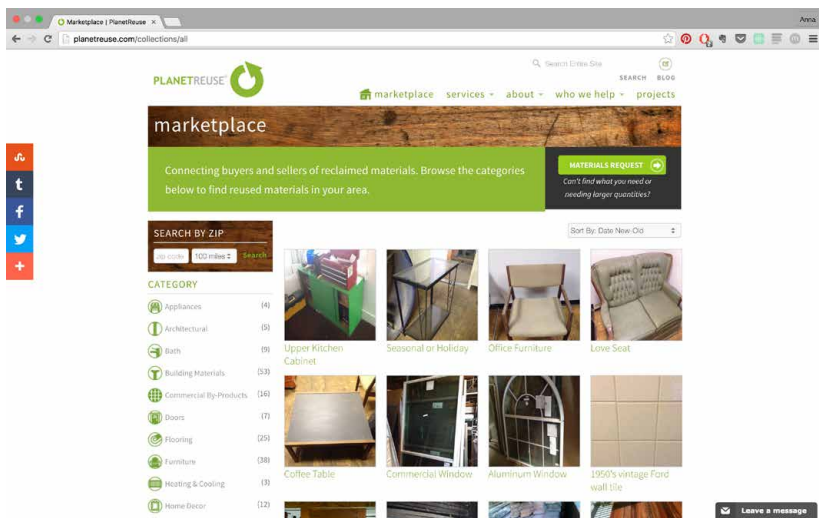 Marketplace | PlanetReuse
Anna
planetreuse.com/collections/all
PLANETREUSE
Search Entire Site
SEARCH BLOG
marketplace services about who we help projects
marketplace
Connecting buyers and sellers of reclaimed materials. Browse the categories
below to find reused materials in your area.
MATERIALS REQUEST
Can't find what you need or
needing larger quantities?
SEARCH BY ZIP
zip code 100 miles Search
Sort By: Date New-Old
CATEGORY
Appliances (4)
Architectural (5)
Bath (9)
Building Materials (53)
Commercial By-Products (16)
Doors (7)
Flooring (25)
Furniture (38)
Heating & Cooling (3)
Home Decor (12)
Upper Kitchen
Cabinet
Seasonal or Holiday
Office Furniture
Love Seat
Coffee Table
Commercial Window
Aluminum Window
1950's vintage Ford
wall tile
Leave a message